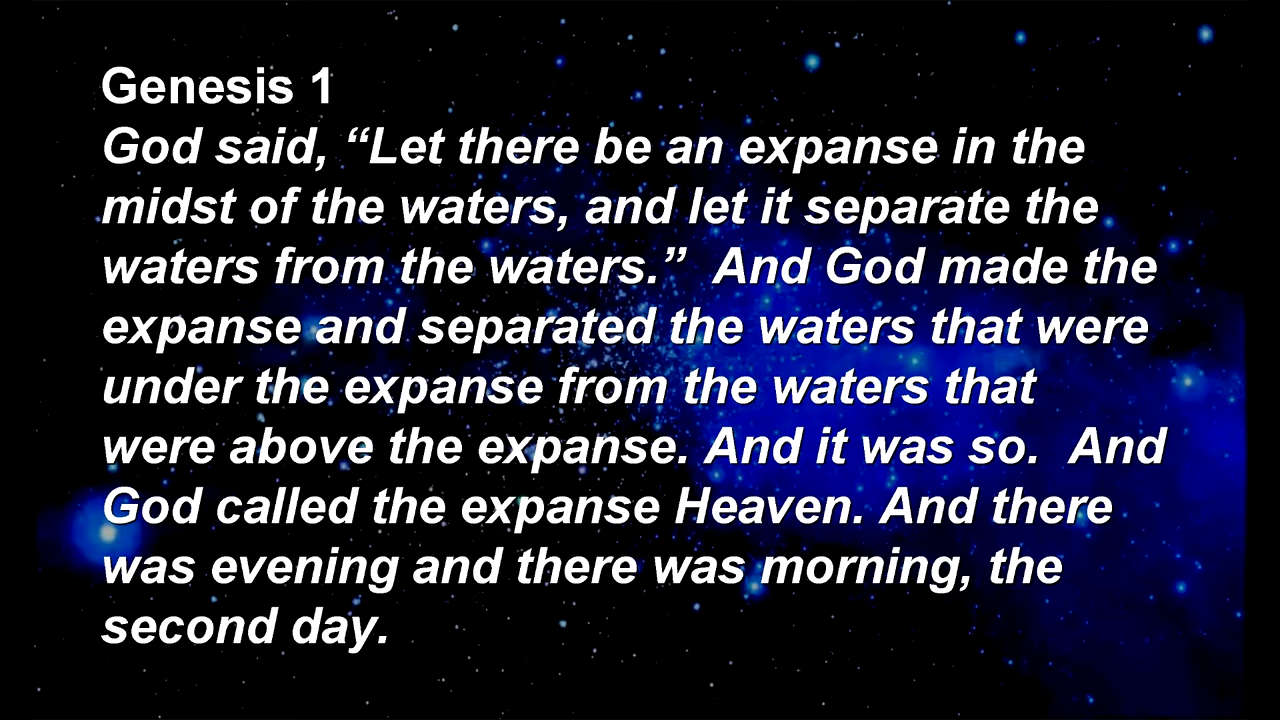 Genesis 1
God said, “Let there be an expanse in the
midst of the waters, and let it separate the
waters from the waters.”  And God made the
expanse and separated the waters that were
under the expanse from the waters that
were above the expanse. And it was so.  And
God called the expanse Heaven. And there
was evening and there was morning, the
second day.